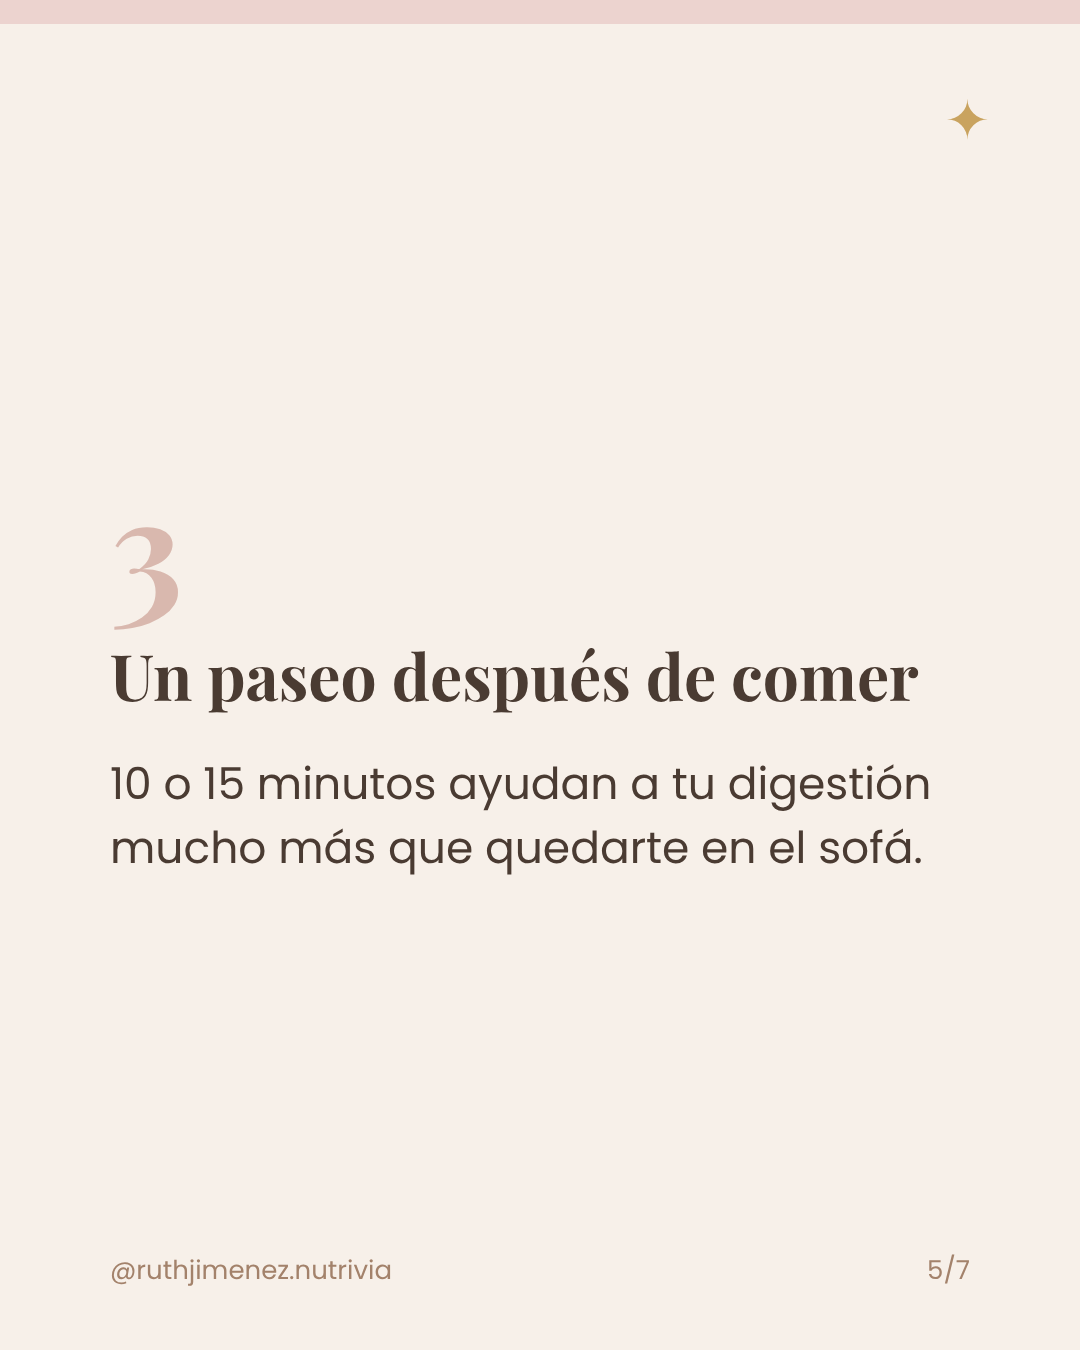 3
Un paseo después de comer
10 o 15 minutos ayudan a tu digestión
mucho más que quedarte en el sofá.
@ruthjimenez.nutrivia
5/7